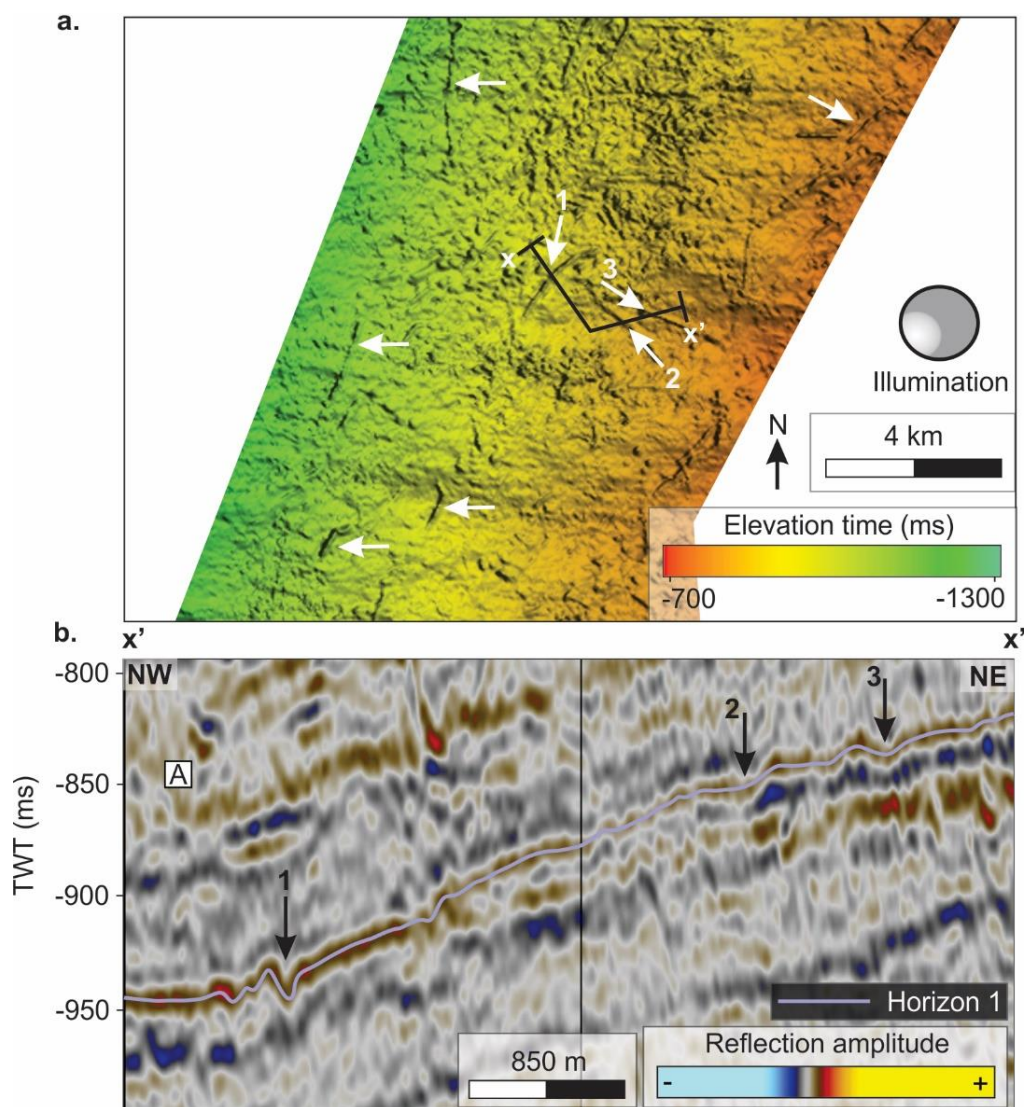 a.
1
x
3
x'
2
Illumination
N
4 km
Elevation time (ms)
-700
-1300
b.
x'
x'
NW
NE
-800
-850
-900
-950
TWT (ms)
A
1
2
3
Horizon 1
850 m
Reflection amplitude
-
+